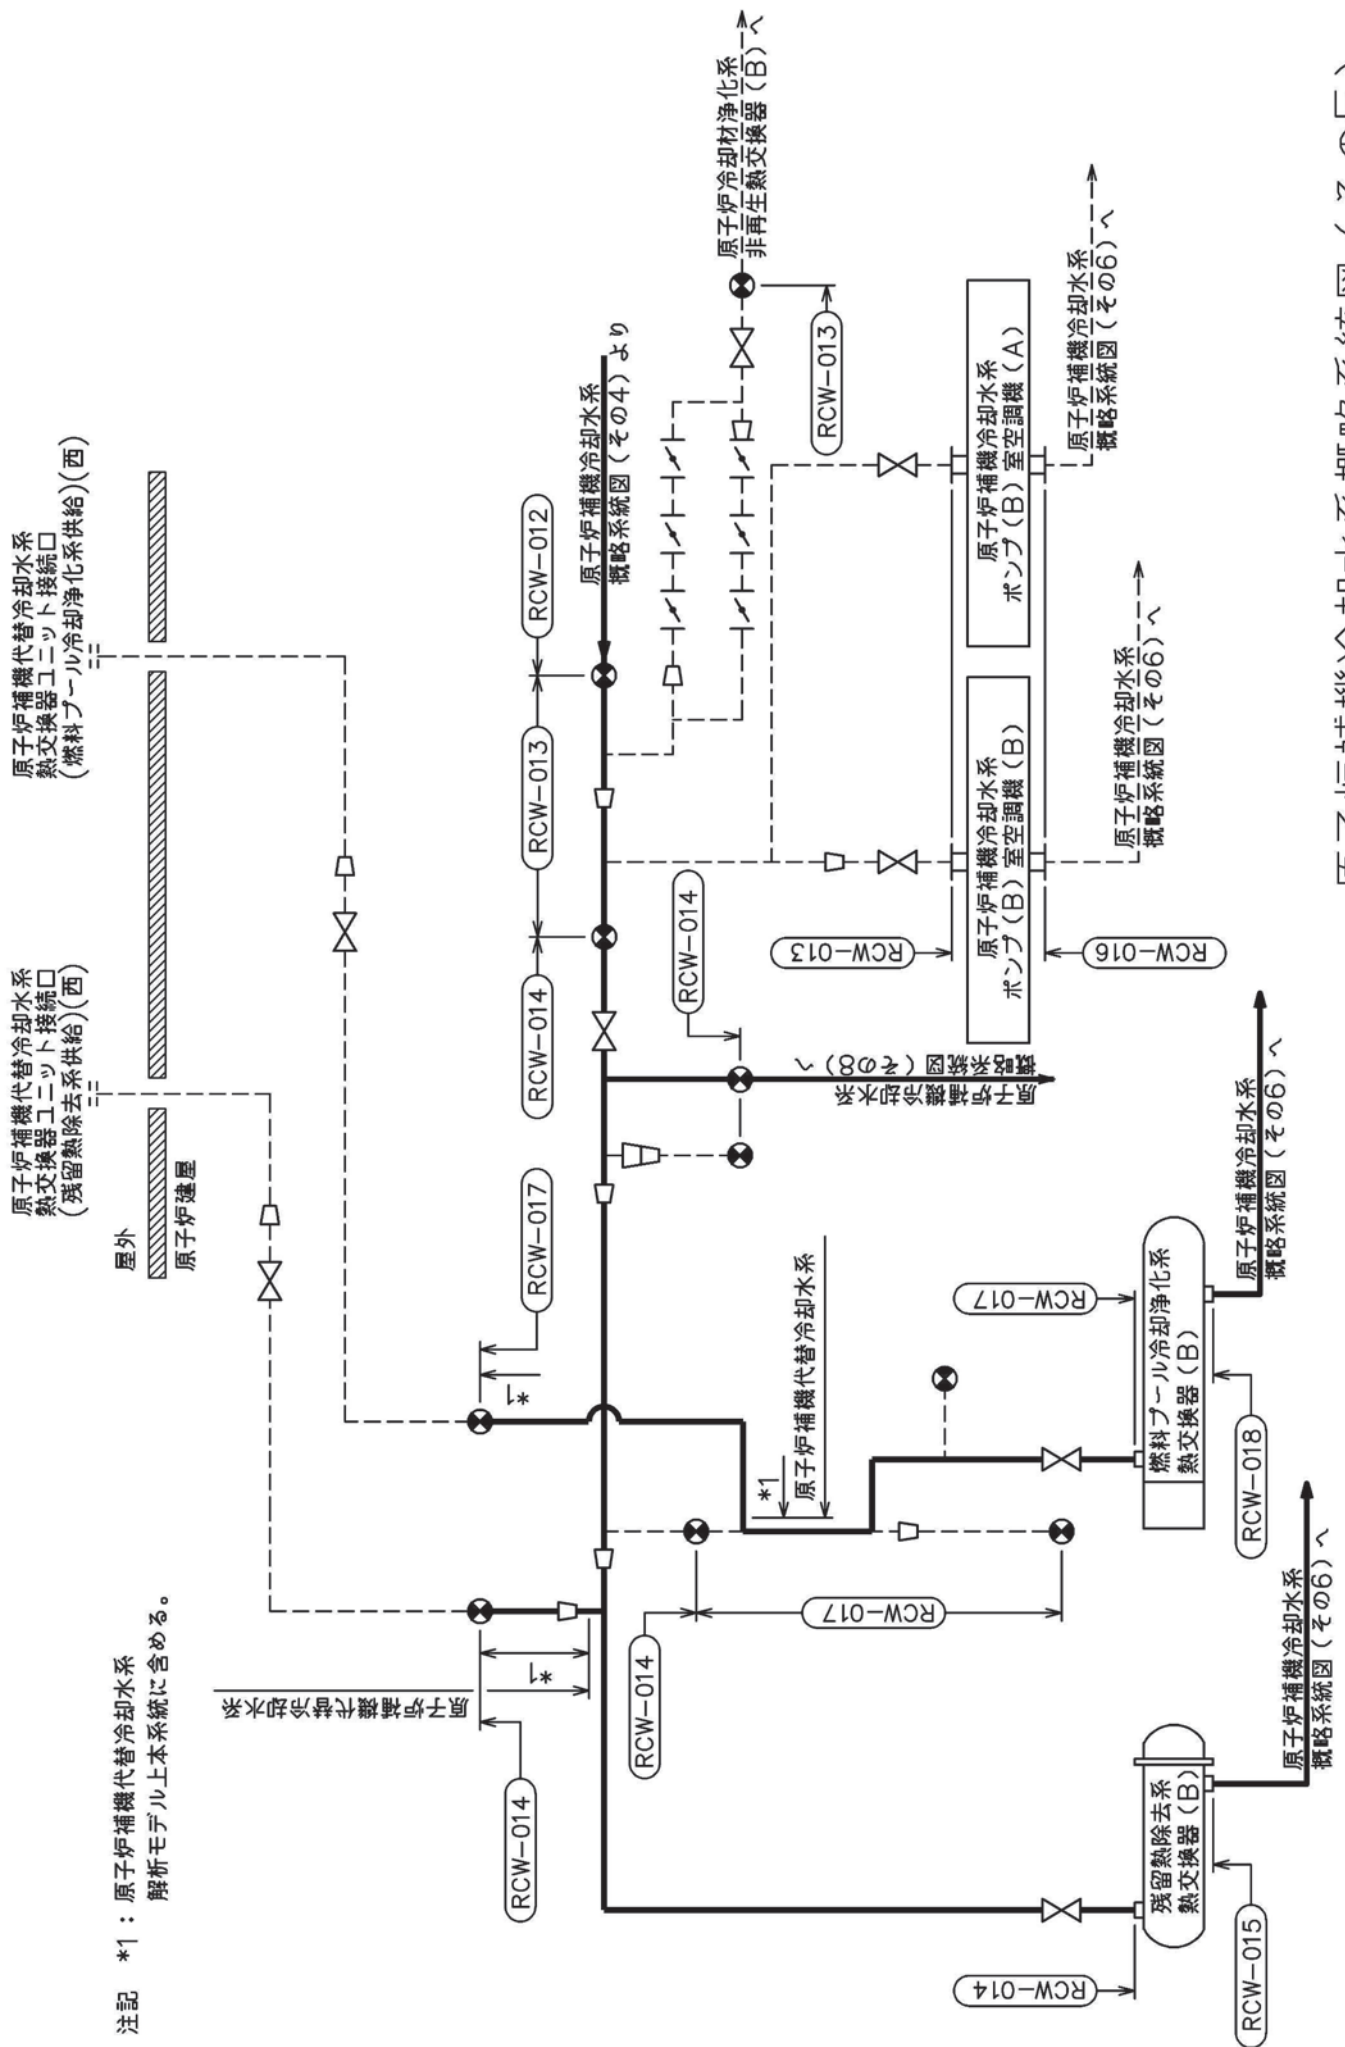 注記 *1：原子炉補機代替冷却水系
解析モデル上本系統に含める。
原子炉補機代替冷却水系
熱交換器ユニット接続口
(残留熱除去系供給)(西)
原子炉補機代替冷却水系
熱交換器ユニット接続口
(燃料プール冷却浄化系供給)(西)
屋外
原子炉建屋
原子炉補機代替冷却水系
*1
RCW-014
*1
RCW-017
RCW-014
RCW-013
RCW-012
原子炉補機冷却水系
概略系統図(その4)より
原子炉冷却材浄化系
非再生熱交換器(B)へ
RCW-013
RCW-014
RCW-017
*1
原子炉補機代替冷却水系
RCW-014
原子炉補機冷却水系
概略系統図(その8)へ
RCW-013
RCW-016
原子炉補機冷却水系
ポンプ(B)室空調機(B)
原子炉補機冷却水系
ポンプ(B)室空調機(A)
原子炉補機冷却水系
概略系統図(その6)へ
原子炉補機冷却水系
概略系統図(その6)へ
RCW-014
残留熱除去系
熱交換器(B)
RCW-015
原子炉補機冷却水系
概略系統図(その6)へ
RCW-017
燃料プール冷却浄化系
熱交換器(B)
RCW-018
原子炉補機冷却水系
概略系統図(その6)へ